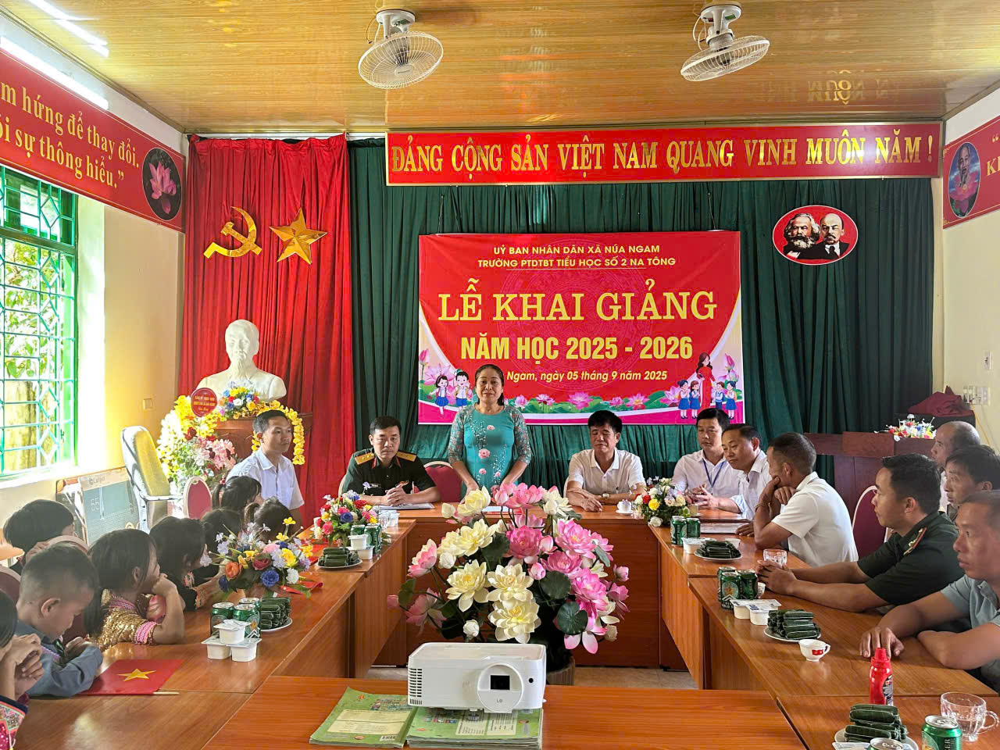 m hứng để thay đổi.
ỏi sự thông hiểu.”
ĐẢNG CỘNG SẢN VIỆT NAM QUANG VINH MUÔN NĂM !
UỶ BAN NHÂN DÂN XÃ NÚA NGAM
TRƯỜNG PTDTBT TIỂU HỌC SỐ 2 NA TÔNG
LỄ KHAI GIẢNG
NĂM HỌC 2025 - 2026
Ngam, ngày 05 tháng 9 năm 2025